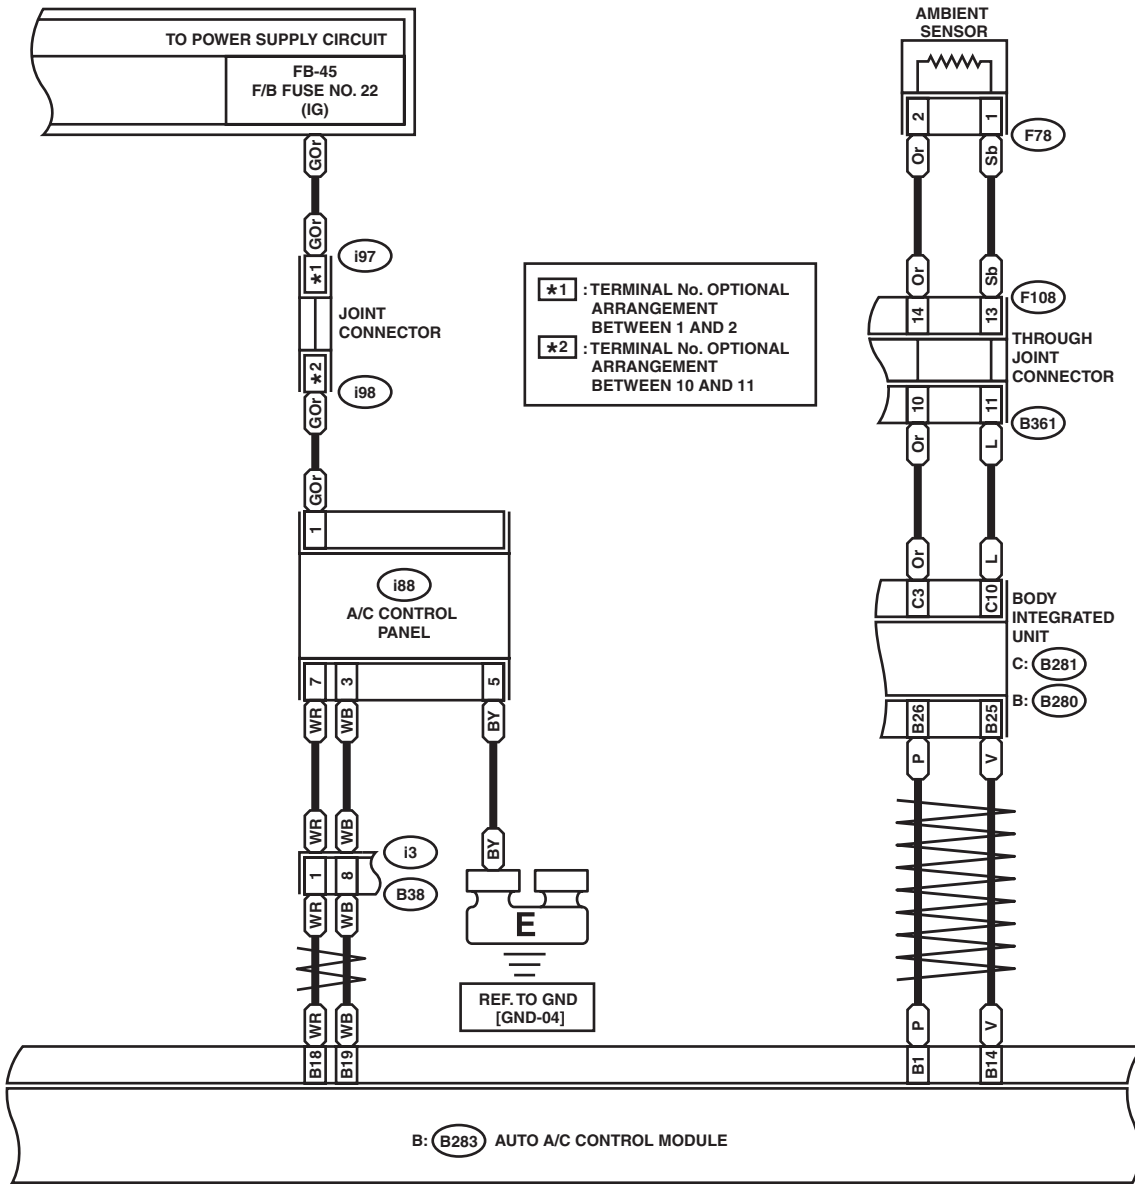 TO POWER SUPPLY CIRCUIT
FB-45
F/B FUSE NO. 22
(IG)
GOr
GOr
i97
*1
JOINT
CONNECTOR
*2
i98
GOr
GOr
1
i88
A/C CONTROL
PANEL
7
3
5
WR
WB
BY
WR
WB
BY
i3
1
8
B38
WR
WB
E
REF. TO GND
[GND-04]
WR
WB
B18
B19
*1 : TERMINAL No. OPTIONAL
ARRANGEMENT
BETWEEN 1 AND 2
*2 : TERMINAL No. OPTIONAL
ARRANGEMENT
BETWEEN 10 AND 11
AMBIENT
SENSOR
2
1
F78
Or
Sb
Or
Sb
F108
14
13
THROUGH
JOINT
CONNECTOR
10
11
B361
Or
L
Or
L
C3
C10
BODY
INTEGRATED
UNIT
C: B281
B: B280
B26
B25
P
V
P
V
B1
B14
B: B283 AUTO A/C CONTROL MODULE